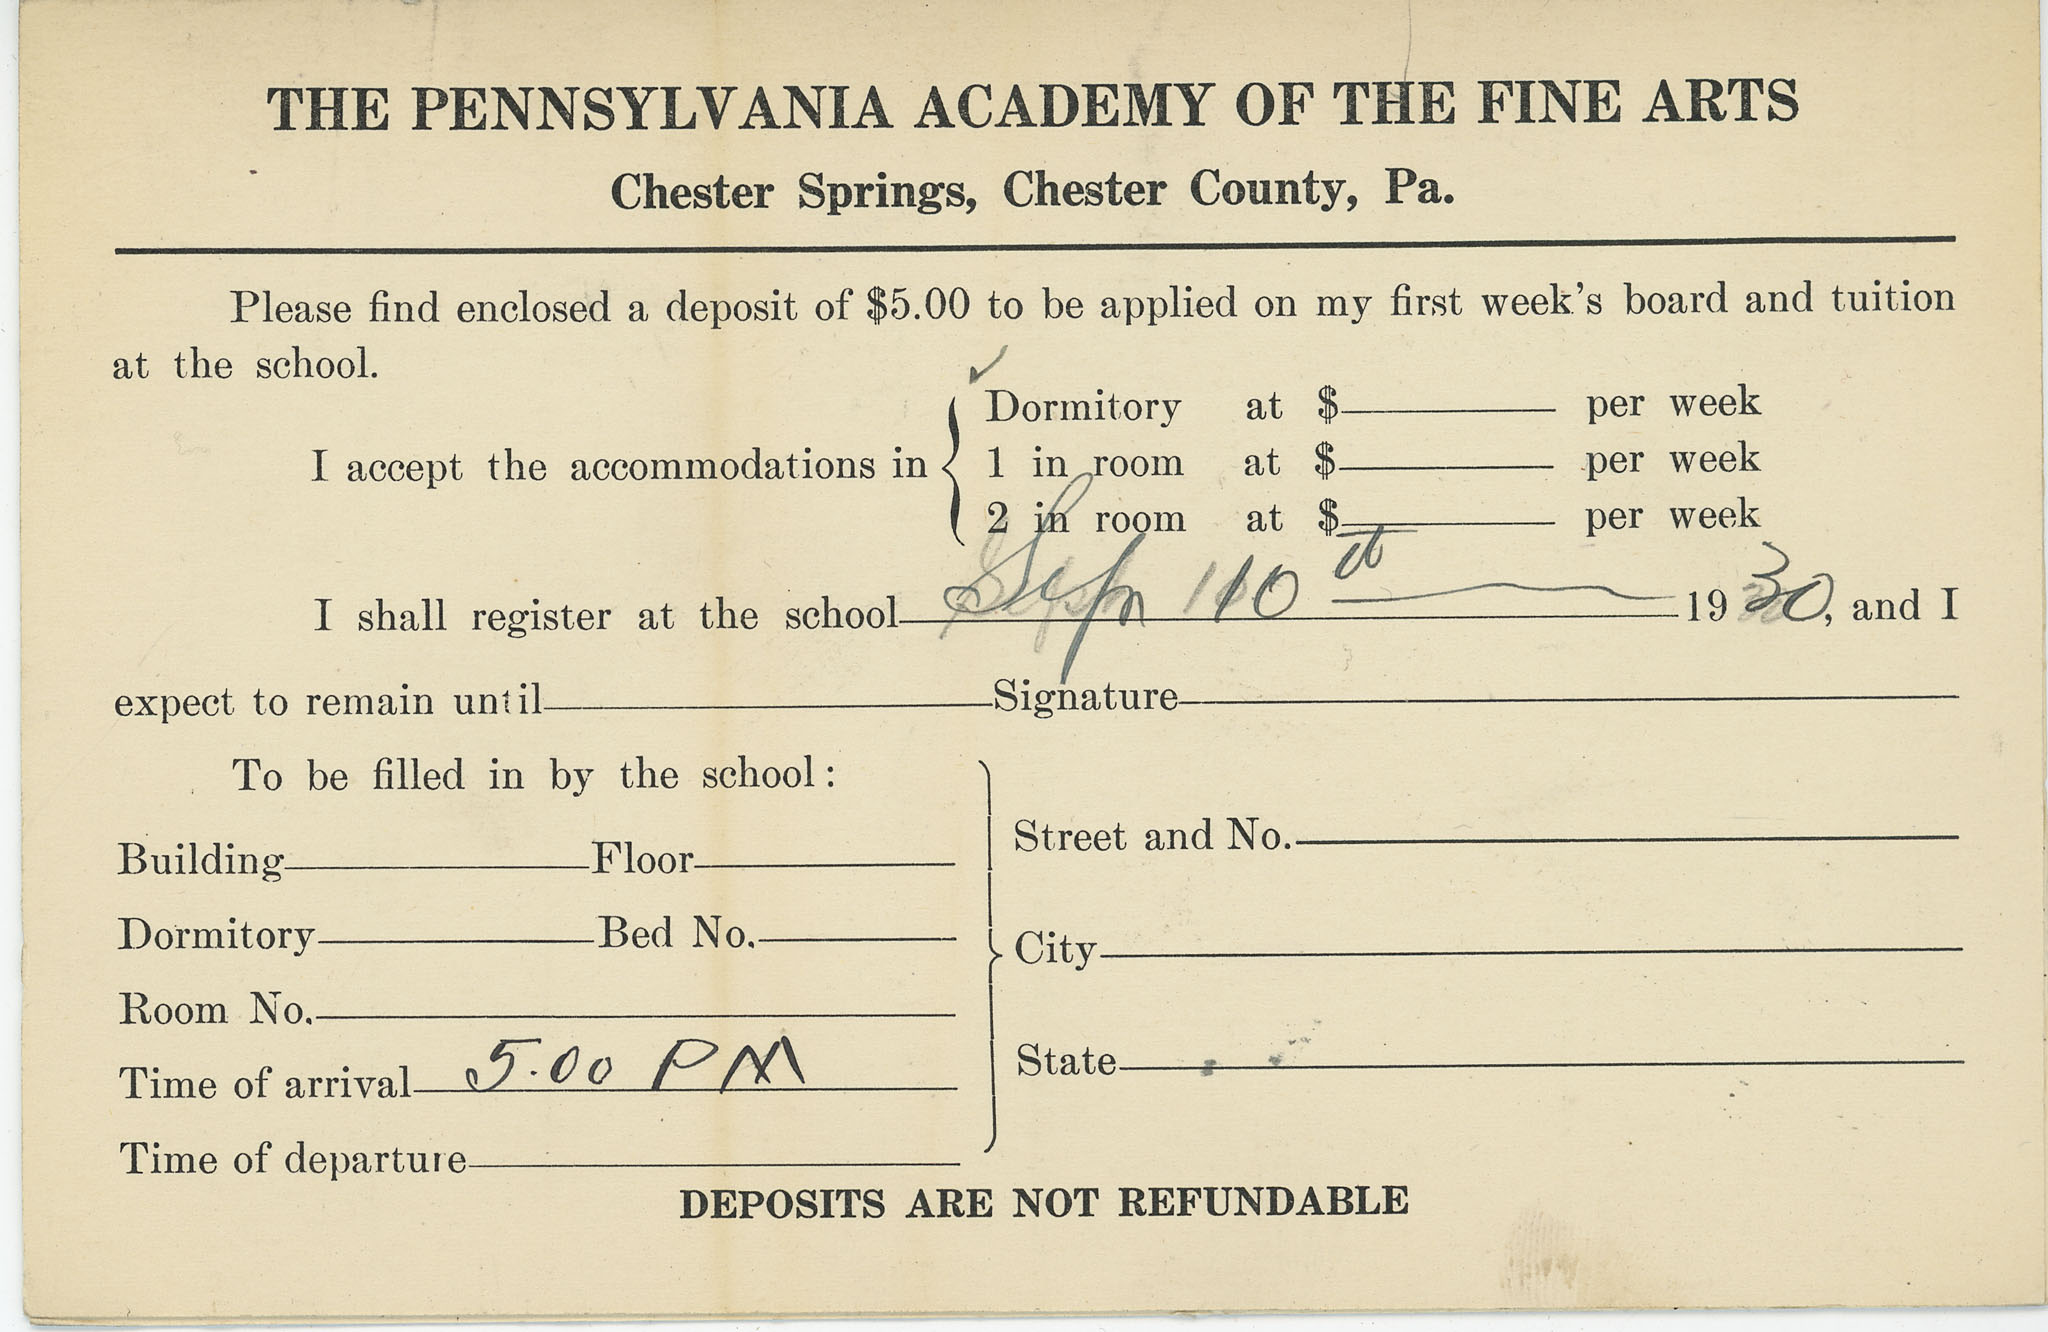 THE PENNSYLVANIA ACADEMY OF THE FINE ARTS
Chester Springs, Chester County, Pa.
Please find enclosed a deposit of $5.00 to be applied on my first week's board and tuition
at the school.
✓
Dormitory at $ per week
I accept the accommodations in { 1 in room at $ per week
2 in room at $ per week
I shall register at the school 10th 1930, and I
expect to remain until Signature
To be filled in by the school:
Street and No.
Building Floor
Dormitory Bed No.
City
Room No.
State
Time of arrival 5.00 PM
Time of departure
DEPOSITS ARE NOT REFUNDABLE